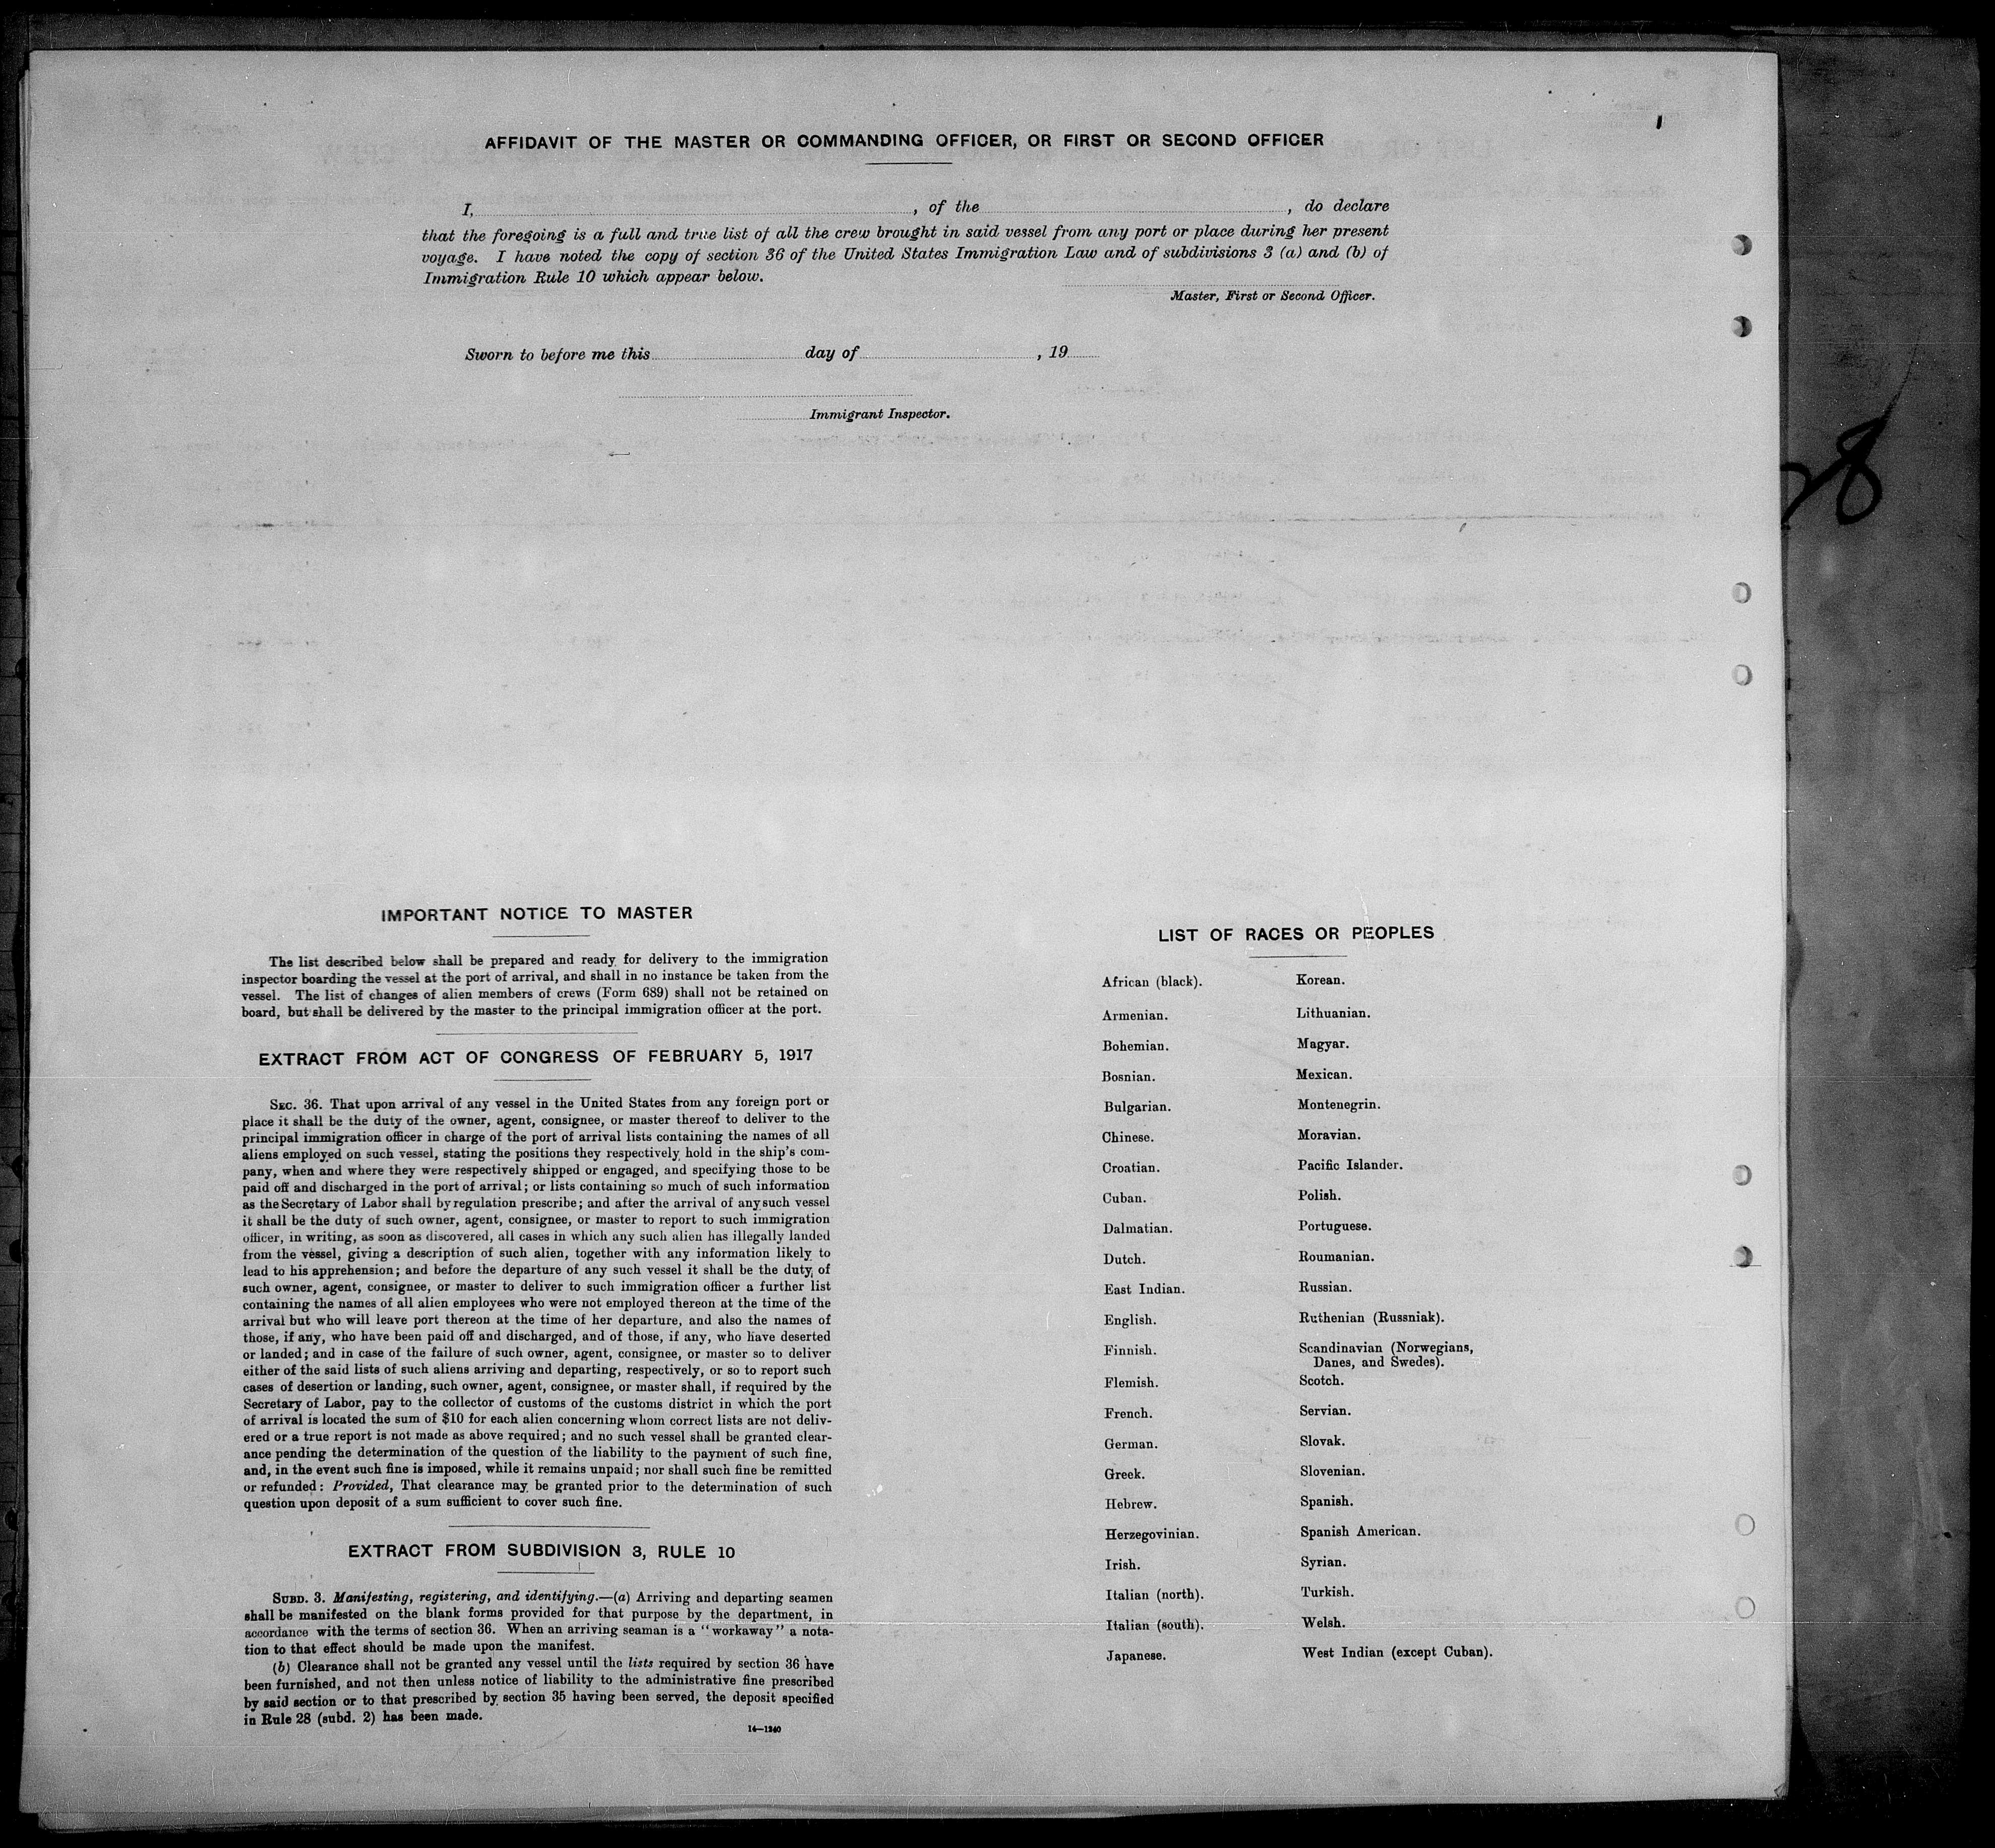 AFFIDAVIT OF THE MASTER OR COMMANDING OFFICER, OR FIRST OR SECOND OFFICER
I, , of the , do declare
that the foregoing is a full and true list of all the crew brought in said vessel from any port or place during her present
voyage. I have noted the copy of section 36 of the United States Immigration Law and of subdivisions 3 (a) and (b) of
Immigration Rule 10 which appear below.
Master, First or Second Officer.
Sworn to before me this day of , 19
Immigrant Inspector.
28
IMPORTANT NOTICE TO MASTER
The list described below shall be prepared and ready for delivery to the immigration
inspector boarding the vessel at the port of arrival, and shall in no instance be taken from the
vessel. The list of changes of alien members of crews (Form 689) shall not be retained on
board, but shall be delivered by the master to the principal immigration officer at the port.
EXTRACT FROM ACT OF CONGRESS OF FEBRUARY 5, 1917
SEC. 36. That upon arrival of any vessel in the United States from any foreign port or
place it shall be the duty of the owner, agent, consignee, or master thereof to deliver to the
principal immigration officer in charge of the port of arrival lists containing the names of all
aliens employed on such vessel, stating the positions they respectively hold in the ship's com-
pany, when and where they were respectively shipped or engaged, and specifying those to be
paid off and discharged in the port of arrival; or lists containing so much of such information
as the Secretary of Labor shall by regulation prescribe; and after the arrival of any such vessel
it shall be the duty of such owner, agent, consignee, or master to report to such immigration
officer, in writing, as soon as discovered, all cases in which any such alien has illegally landed
from the vessel, giving a description of such alien, together with any information likely to
lead to his apprehension; and before the departure of any such vessel it shall be the duty of
such owner, agent, consignee, or master to deliver to such immigration officer a further list
containing the names of all alien employees who were not employed thereon at the time of the
arrival but who will leave port thereon at the time of her departure, and also the names of
those, if any, who have been paid off and discharged, and of those, if any, who have deserted
or landed; and in case of the failure of such owner, agent, consignee, or master so to deliver
either of the said lists of such aliens arriving and departing, respectively, or so to report such
cases of desertion or landing, such owner, agent, consignee, or master shall, if required by the
Secretary of Labor, pay to the collector of customs of the customs district in which the port
of arrival is located the sum of $10 for each alien concerning whom correct lists are not deliv-
ered or a true report is not made as above required; and no such vessel shall be granted clear-
ance pending the determination of the question of the liability to the payment of such fine,
and, in the event such fine is imposed, while it remains unpaid; nor shall such fine be remitted
or refunded: Provided, That clearance may be granted prior to the determination of such
question upon deposit of a sum sufficient to cover such fine.
EXTRACT FROM SUBDIVISION 3, RULE 10
SUBD. 3. Manifesting, registering, and identifying.—(a) Arriving and departing seamen
shall be manifested on the blank forms provided for that purpose by the department, in
accordance with the terms of section 36. When an arriving seaman is a "workaway" a nota-
tion to that effect should be made upon the manifest.
(b) Clearance shall not be granted any vessel until the lists required by section 36 have
been furnished, and not then unless notice of liability to the administrative fine prescribed
by said section or to that prescribed by section 35 having been served, the deposit specified
in Rule 28 (subd. 2) has been made.
14—1240
LIST OF RACES OR PEOPLES
African (black).
Armenian.
Bohemian.
Bosnian.
Bulgarian.
Chinese.
Croatian.
Cuban.
Dalmatian.
Dutch.
East Indian.
English.
Finnish.
Flemish.
French.
German.
Greek.
Hebrew.
Herzegovinian.
Irish.
Italian (north).
Italian (south).
Japanese.
Korean.
Lithuanian.
Magyar.
Mexican.
Montenegrin.
Moravian.
Pacific Islander.
Polish.
Portuguese.
Roumanian.
Russian.
Ruthenian (Russniak).
Scandinavian (Norwegians,
Danes, and Swedes).
Scotch.
Servian.
Slovak.
Slovenian.
Spanish.
Spanish American.
Syrian.
Turkish.
Welsh.
West Indian (except Cuban).